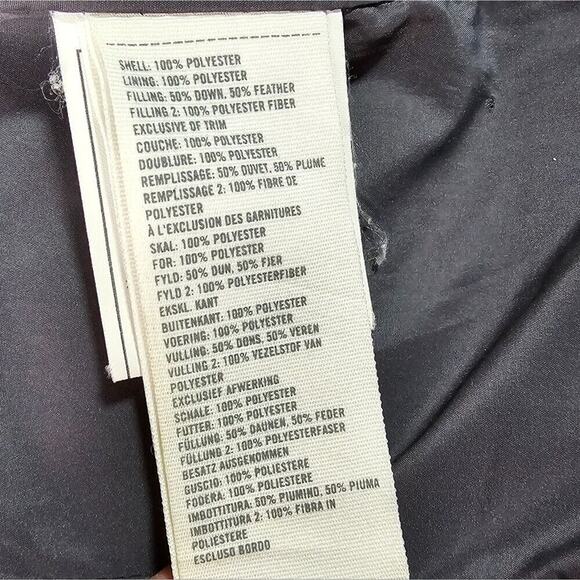 SHELL: 100% POLYESTER
LINING: 100% POLYESTER
FILLING: 50% DOWN, 50% FEATHER
FILLING 2: 100% POLYESTER FIBER
EXCLUSIVE OF TRIM
COUCHE: 100% POLYESTER
DOUBLURE: 100% POLYESTER
REMPLISSAGE: 50% DUVET, 50% PLUME
REMPLISSAGE 2: 100% FIBRE DE
POLYESTER
À L'EXCLUSION DES GARNITURES
SKAL: 100% POLYESTER
FOR: 100% POLYESTER
FYLD: 50% DUN, 50% FJER
FYLD 2: 100% POLYESTERFIBER
EKSKL. KANT
BUITENKANT: 100% POLYESTER
VOERING: 100% POLYESTER
VULLING: 50% DONS, 50% VEREN
VULLING 2: 100% VEZELSTOF VAN
POLYESTER
EXCLUSIEF AFWERKING
SCHALE: 100% POLYESTER
FUTTER: 100% POLYESTER
FÜLLUNG: 50% DAUNEN, 50% FEDER
FÜLLUNG 2: 100% POLYESTERFASER
BESATZ AUSGENOMMEN
GUSCIO: 100% POLIESTERE
FODERA: 100% POLIESTERE
IMBOTTITURA: 50% PIUMINO, 50% PIUMA
IMBOTTITURA 2: 100% FIBRA IN
POLIESTERE
ESCLUSO BORDO